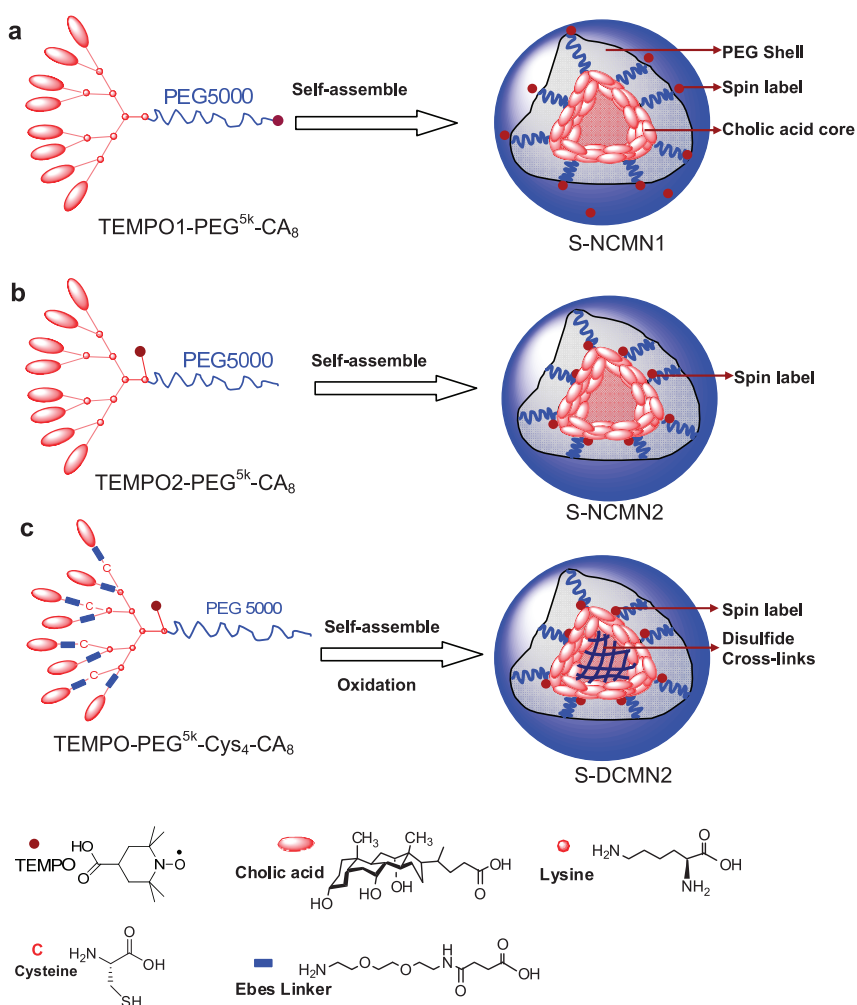 a
PEG5000
Self-assemble
PEG Shell
Spin label
Cholic acid core
TEMPO1-PEG⁵ᵏ-CA₈
S-NCMN1
b
PEG5000
Self-assemble
Spin label
TEMPO2-PEG⁵ᵏ-CA₈
S-NCMN2
c
C
C
C
C
PEG 5000
Self-assemble
Oxidation
Spin label
Disulfide
Cross-links
TEMPO-PEG⁵ᵏ-Cys₄-CA₈
S-DCMN2
TEMPO
HO
O
N-O
Cholic acid
CH₃
CH₃
OH
O
HO
OH
OH
Lysine
H₂N
O
OH
NH₂
C
Cysteine
H₂N
O
OH
SH
Ebes Linker
H₂N
O
O
H
N
O
O
OH